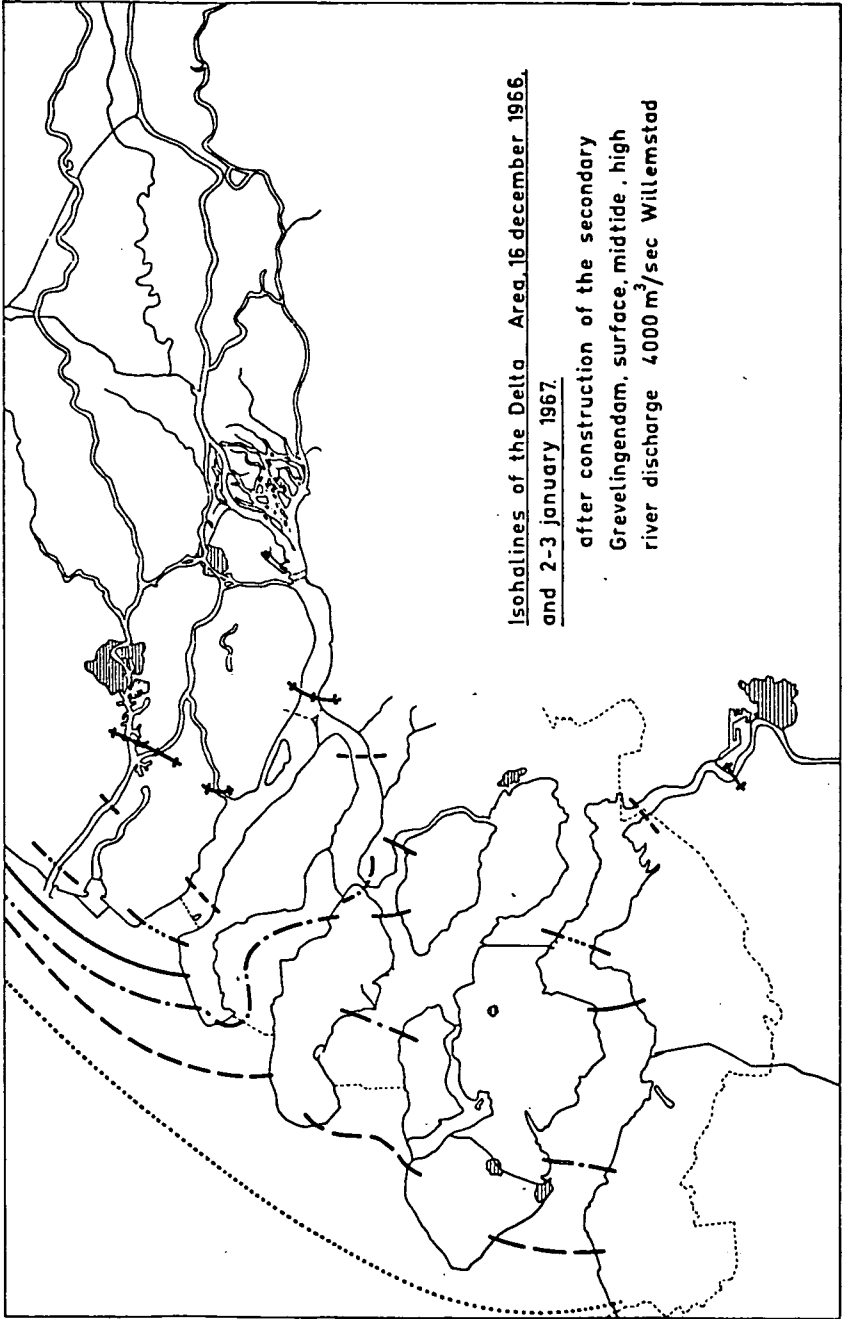 Isohalines of the Delta Area, 16 december 1966,
and 2-3 january 1967.
after construction of the secondary
Grevelingendam, surface, midtide, high
river discharge 4000 m³/sec Willemstad